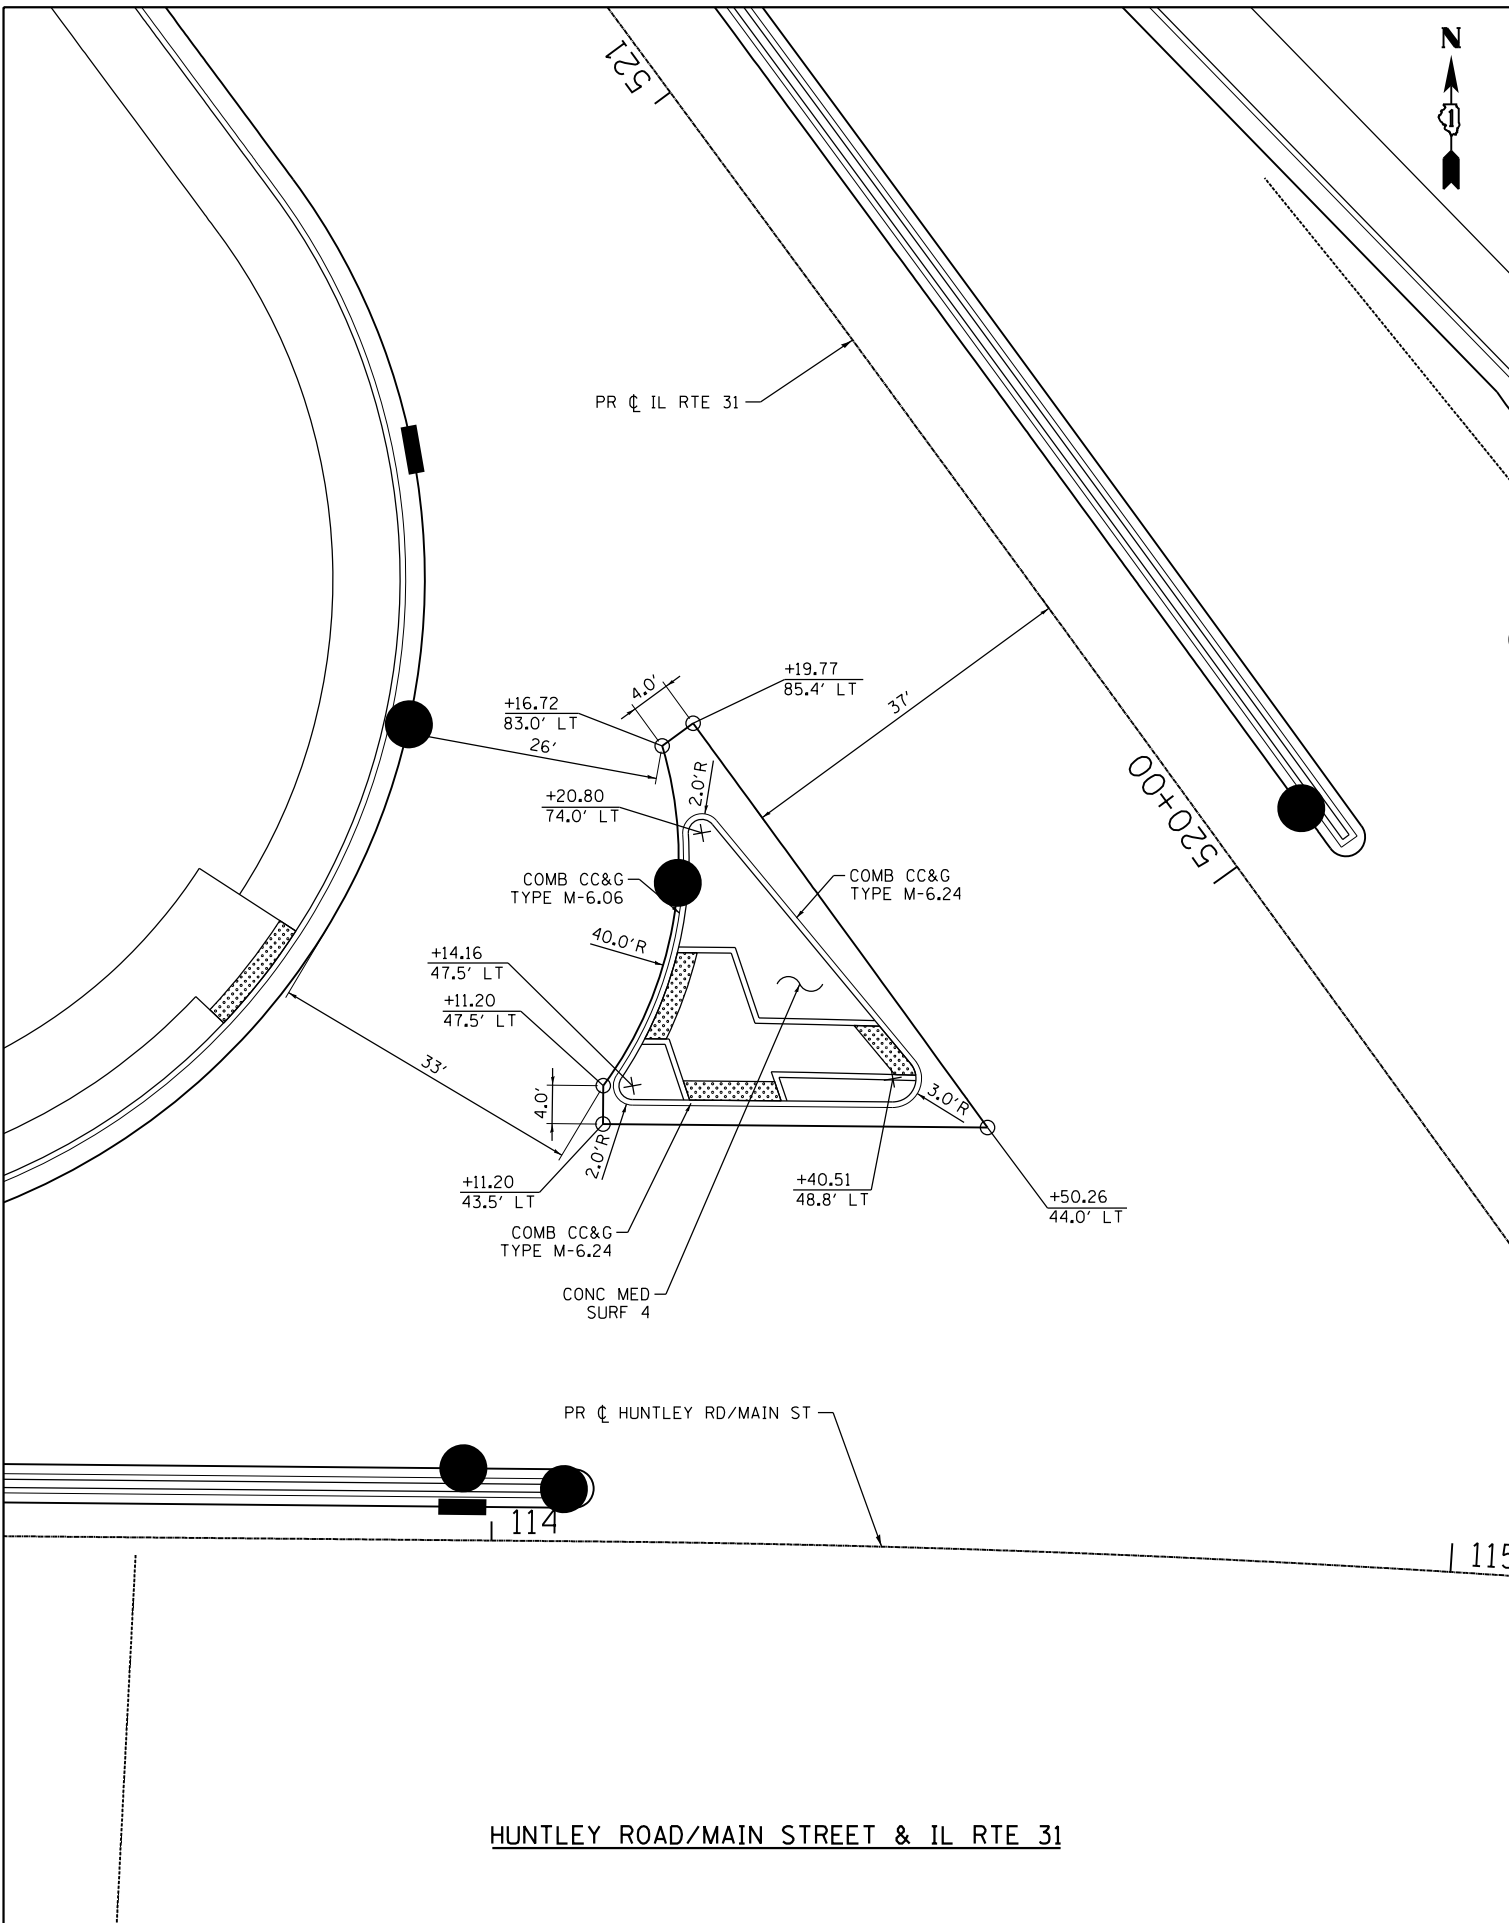 N
1
521
PR ℄ IL RTE 31
+19.77
85.4' LT
4.0'
+16.72
83.0' LT
37'
26'
2.0'R
+20.80
74.0' LT
520+00
COMB CC&G
TYPE M-6.06
COMB CC&G
TYPE M-6.24
40.0'R
+14.16
47.5' LT
+11.20
47.5' LT
33'
4.0'
3.0'R
2.0'R
+11.20
43.5' LT
+40.51
48.8' LT
+50.26
44.0' LT
COMB CC&G
TYPE M-6.24
CONC MED
SURF 4
PR ℄ HUNTLEY RD/MAIN ST
114
115
HUNTLEY ROAD/MAIN STREET & IL RTE 31